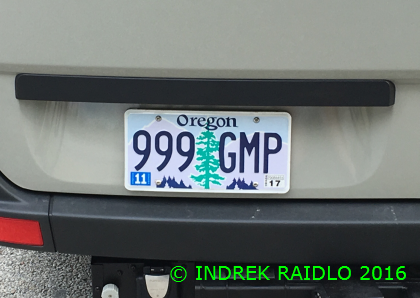 Oregon
999 GMP
11 17
© INDREK RAIDLO 2016